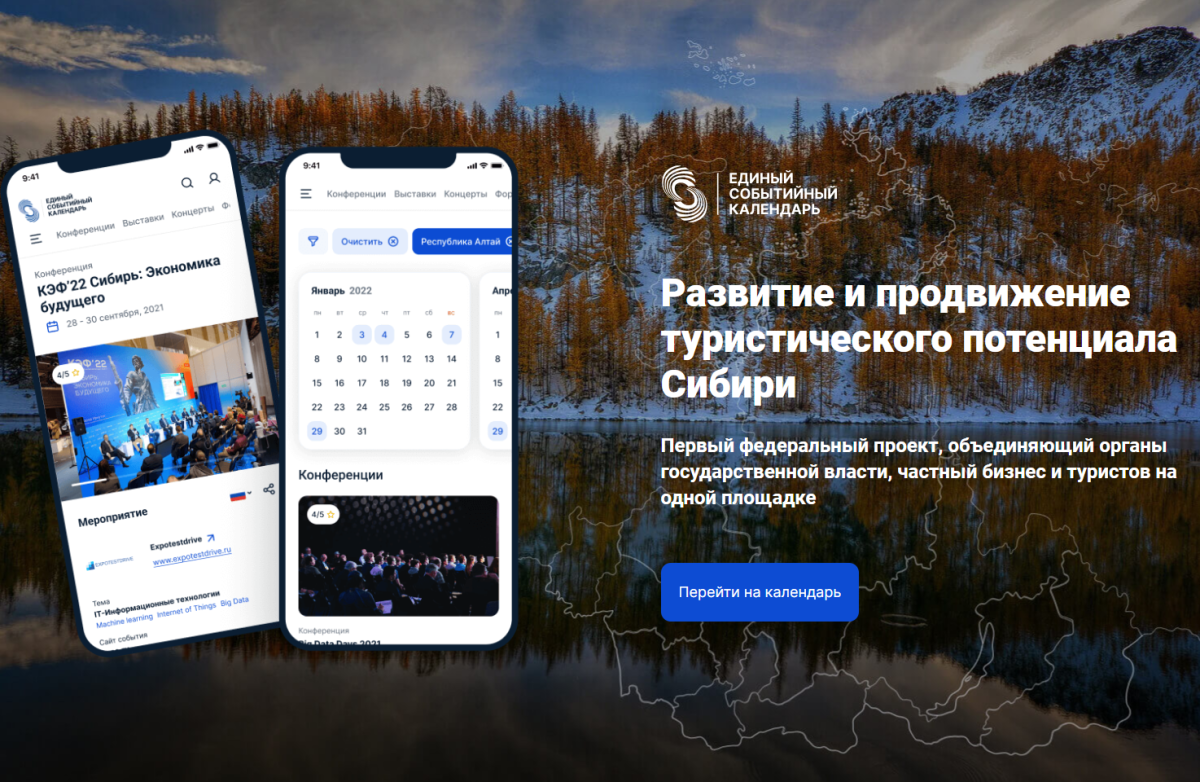 9:41
ЕДИНЫЙ
СОБЫТИЙНЫЙ
КАЛЕНДАРЬ
Конференции Выставки Концерты
Конференция
КЭФ'22 Сибирь: Экономика
будущего
28 - 30 сентября, 2021
КЭФ'22
4/5
ЭКОНОМИКА
БУДУЩЕГО
Мероприятие
EXPOTESTDRIVE
Expotestdrive
www.expotestdrive.ru
Тема
IT-Информационные технологии
Machine learning Internet of Things Big Data
Сайт события
9:41
Конференции Выставки Концерты Фор
Очистить
Республика Алтай
Январь 2022
пн вт ср чт пт сб вс
1 2 3 4 5 6 7
8 9 10 11 12 13 14
15 16 17 18 19 20 21
22 23 24 25 26 27 28
29 30 31
Апре
пн
1
8
15
22
29
Конференции
4/5
Конференция
Big Data Days 2021
ЕДИНЫЙ
СОБЫТИЙНЫЙ
КАЛЕНДАРЬ
Развитие и продвижение
туристического потенциала
Сибири
Первый федеральный проект, объединяющий органы
государственной власти, частный бизнес и туристов на
одной площадке
Перейти на календарь